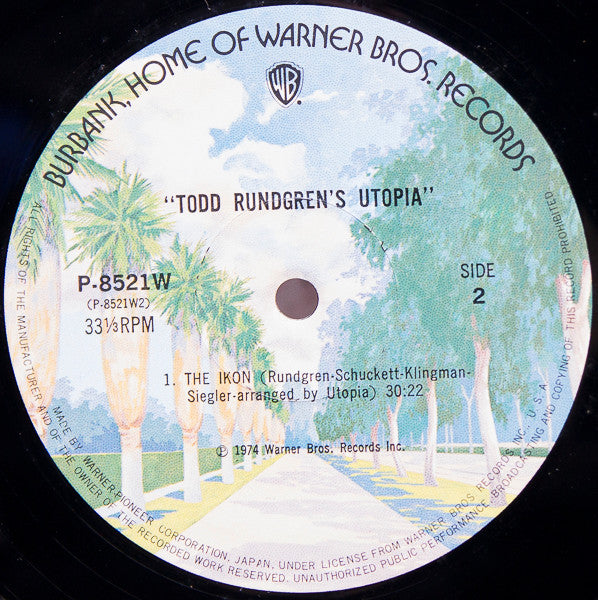 BURBANK, HOME OF WARNER BROS. RECORDS
WB
"TODD RUNDGREN'S UTOPIA"
P-8521W
(P-8521W2)
33⅓RPM
SIDE
2
1. THE IKON (Rundgren-Schuckett-Klingman-
Siegler-arranged by Utopia) 30:22
Ⓟ 1974 Warner Bros. Records Inc.
MADE BY WARNER-PIONEER CORPORATION, JAPAN. UNDER LICENSE FROM WARNER BROS RECORDS INC., U.S.A.
ALL RIGHTS OF THE MANUFACTURER AND OF THE OWNER OF THE RECORDED WORK RESERVED. UNAUTHORIZED PUBLIC PERFORMANCE, BROADCASTING AND COPYING OF THIS RECORD PROHIBITED